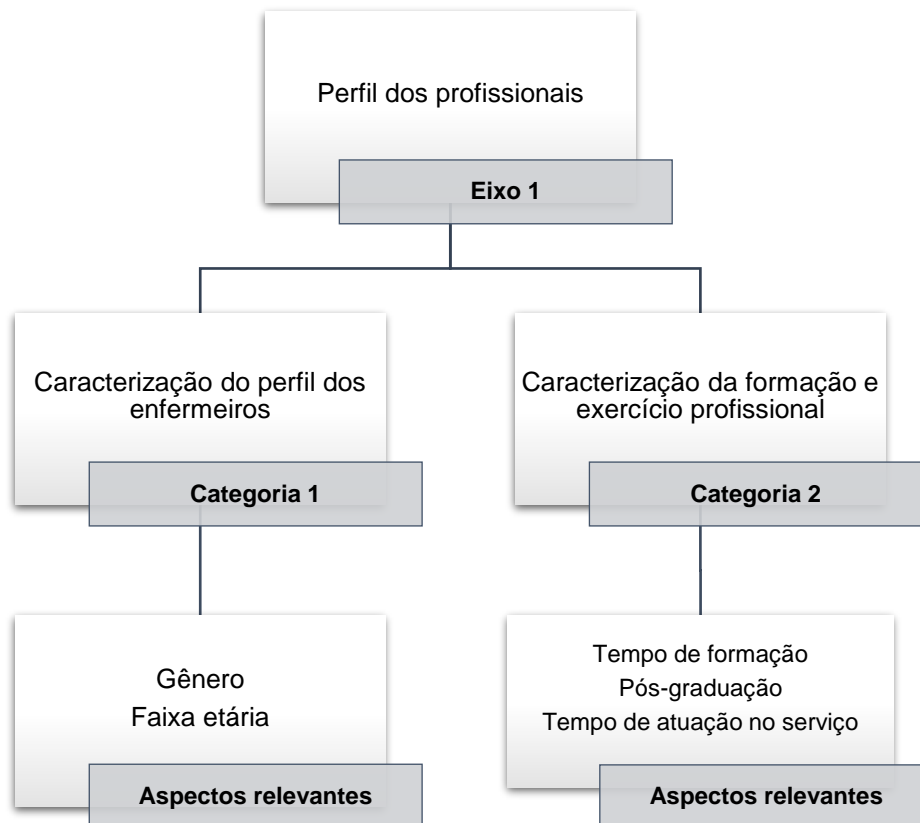 Perfil dos profissionais
Eixo 1
Caracterização do perfil dos
enfermeiros
Categoria 1
Caracterização da formação e
exercício profissional
Categoria 2
Gênero
Faixa etária
Aspectos relevantes
Tempo de formação
Pós-graduação
Tempo de atuação no serviço
Aspectos relevantes